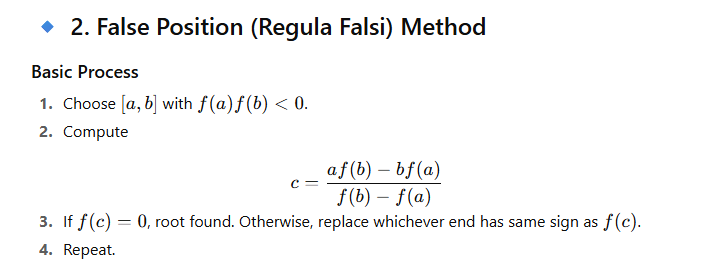 2. False Position (Regula Falsi) Method
Basic Process
1. Choose [a, b] with f(a)f(b) < 0.
2. Compute
c = \frac{af(b) − bf(a)}{f(b) − f(a)}
3. If f(c) = 0, root found. Otherwise, replace whichever end has same sign as f(c).
4. Repeat.